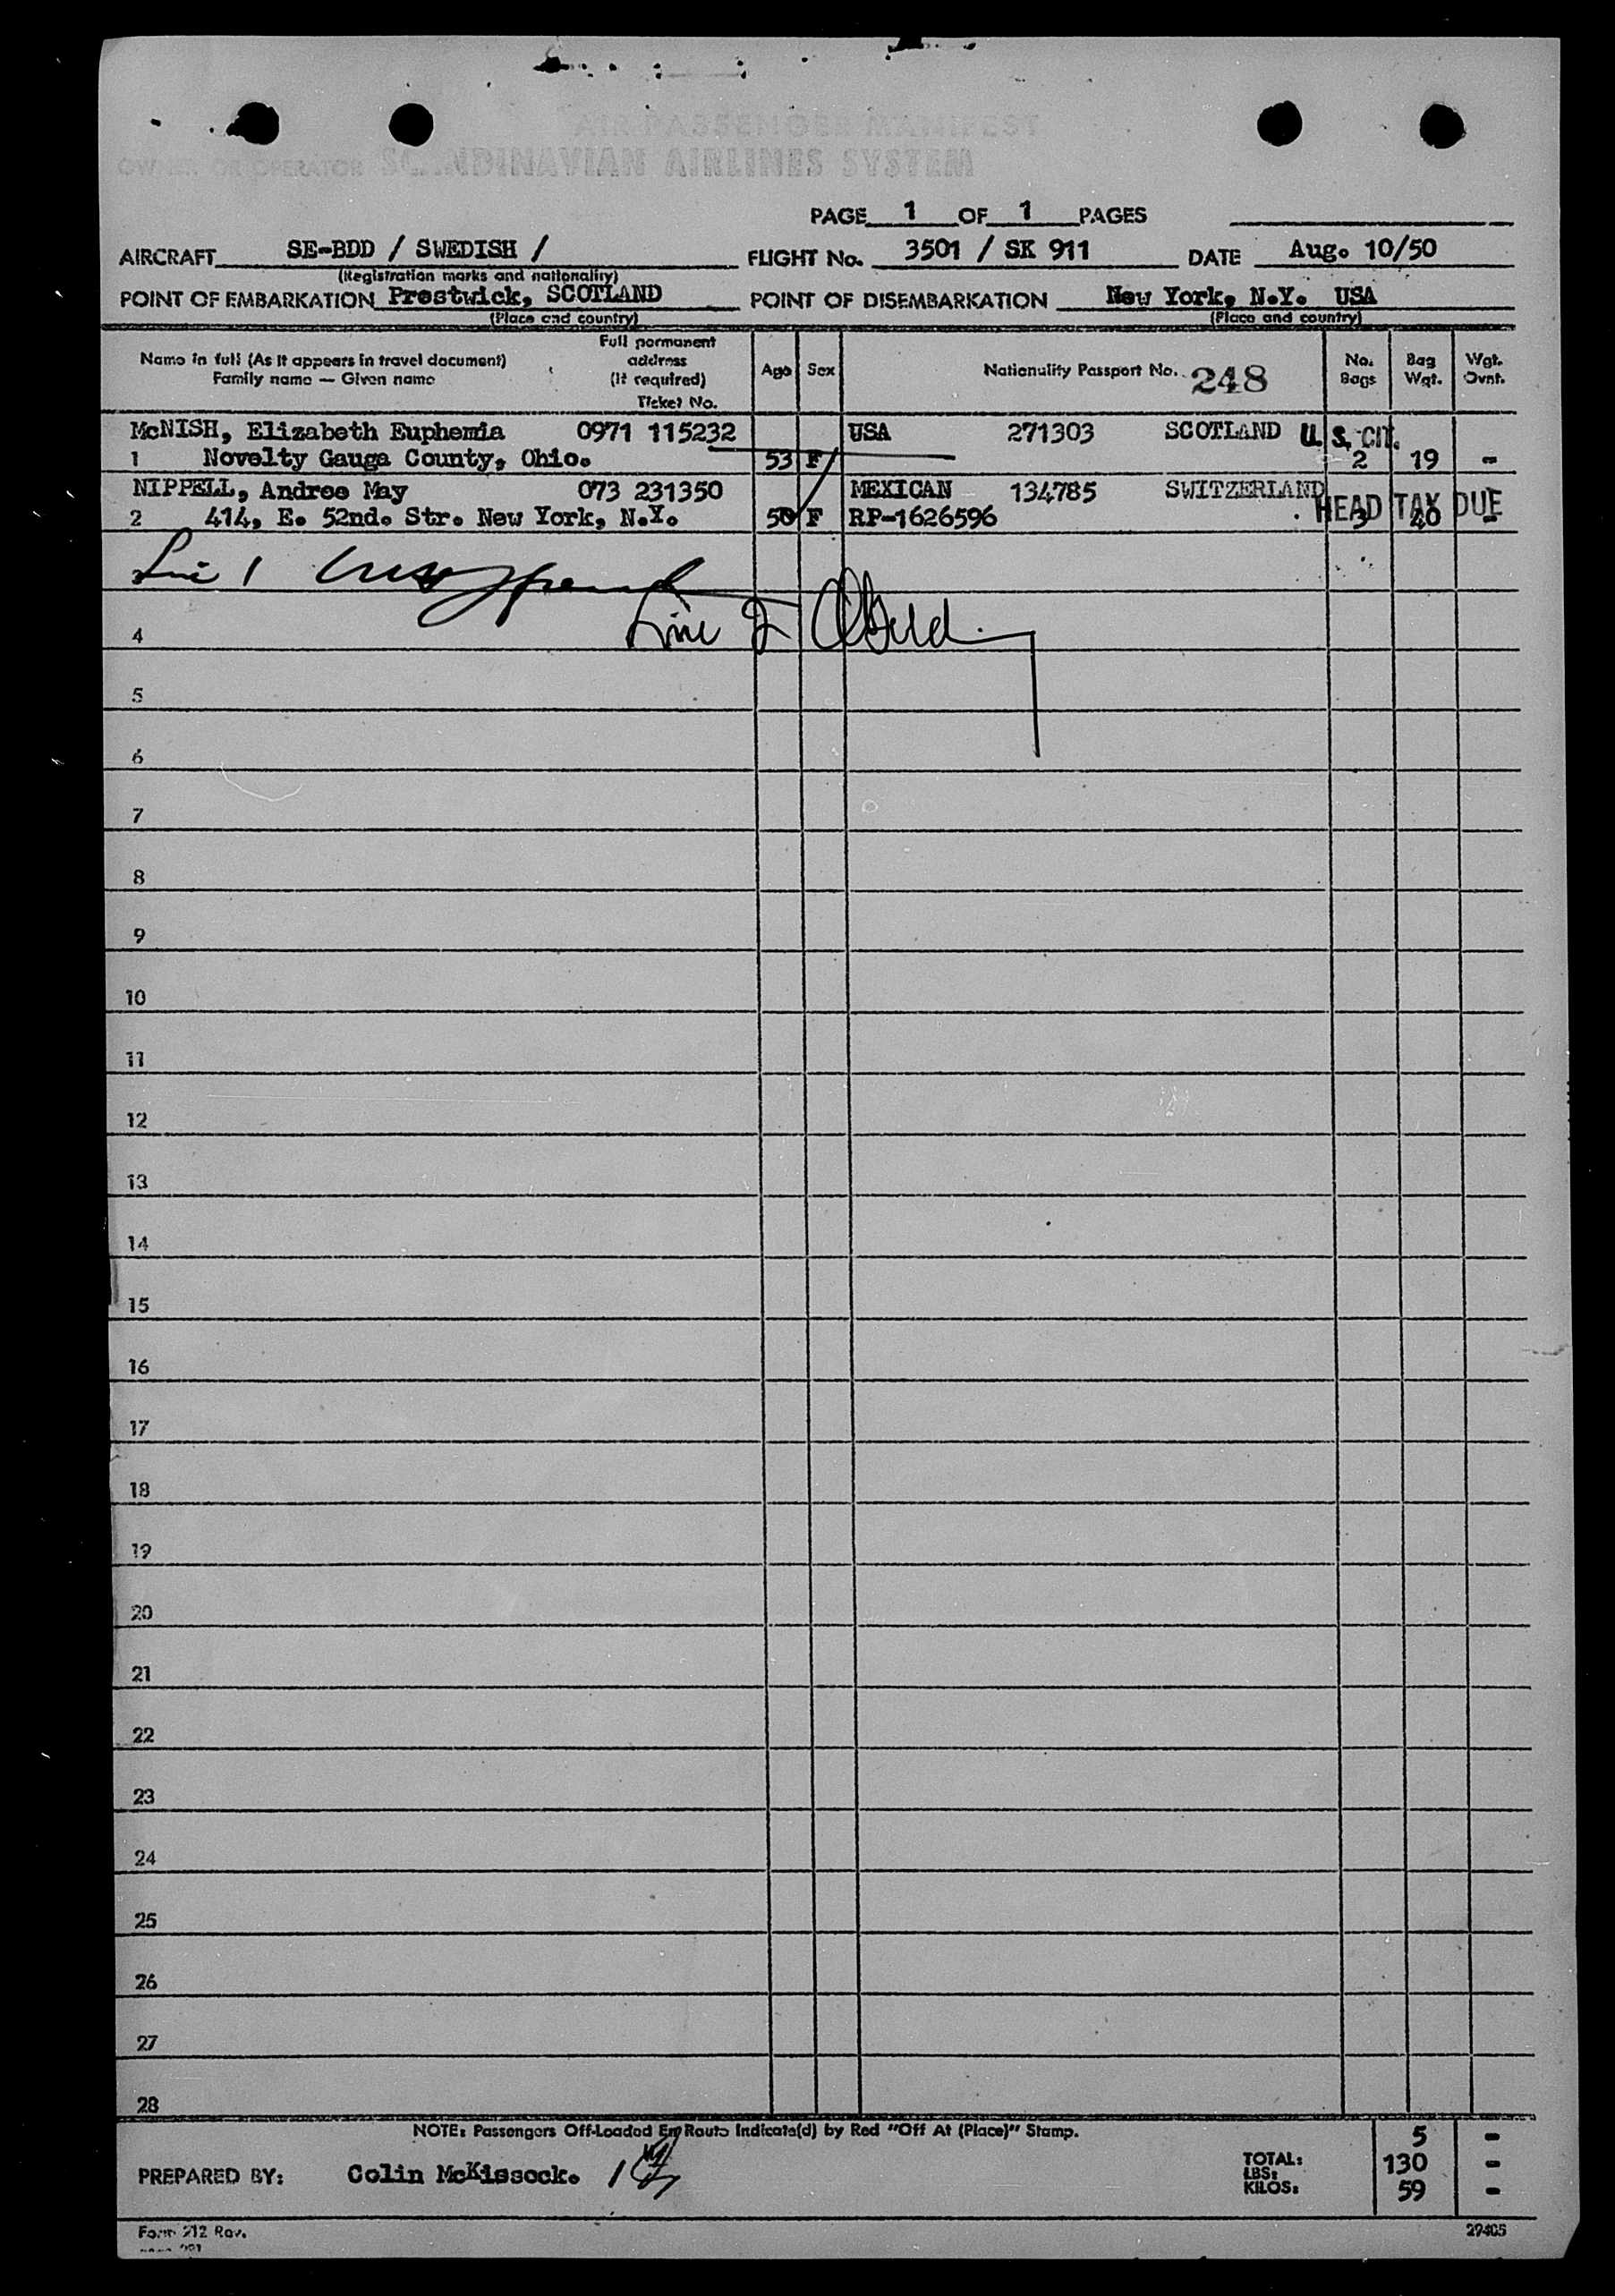 AIR PASSENGER MANIFEST
OWNER OR OPERATOR SCANDINAVIAN AIRLINES SYSTEM
PAGE 1 OF 1 PAGES
AIRCRAFT SE-BDD / SWEDISH / FLIGHT No. 3501 / SK 911 DATE Aug. 10/50
(Registration marks and nationality)
POINT OF EMBARKATION Prestwick, SCOTLAND POINT OF DISEMBARKATION New York, N.Y. USA
(Place and country) (Place and country)
Name in full (As it appears in travel document)
Family name — Given name
Full permanent
address
(If required)
Ticket No.
Age Sex Nationality Passport No. 248 No. Bags Bag Wgt. Wgt. Ovnt.
McNISH, Elizabeth Euphemia 0971 115232 USA 271303 SCOTLAND U.S. CIT.
1 Novelty Gauga County, Ohio. 53 F 2 19 -
NIPPELL, Andree May 073 231350 MEXICAN 134785 SWITZERLAND HEAD TAX DUE
2 414, E. 52nd. Str. New York, N.Y. 50 F RP-1626596 3 40 -
Line 1
Line 2
4
5
6
7
8
9
10
11
12
13
14
15
16
17
18
19
20
21
22
23
24
25
26
27
28
NOTE: Passengers Off-Loaded En Route Indicate(d) by Red "Off At (Place)" Stamp. 5 -
PREPARED BY: Colin McKissock. TOTAL:
LBS: 130 -
KILOS: 59 -
Form 212 Rev. 29405